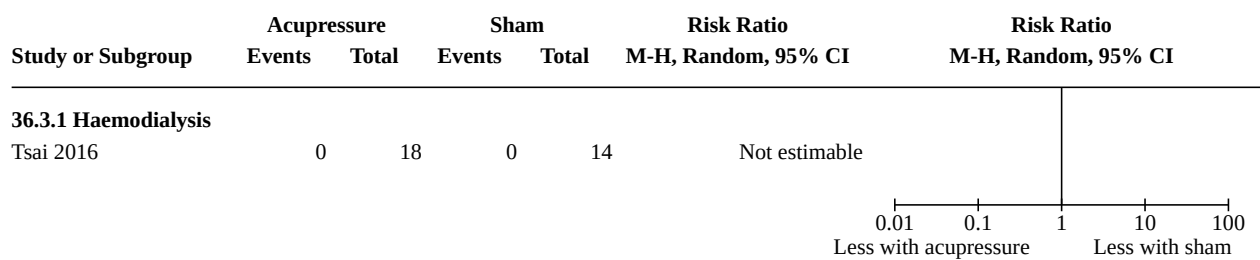 Acupressure Sham Risk Ratio Risk Ratio
Study or Subgroup Events Total Events Total M-H, Random, 95% CI M-H, Random, 95% CI
36.3.1 Haemodialysis
Tsai 2016 0 18 0 14 Not estimable
0.01 0.1 1 10 100
Less with acupressure Less with sham